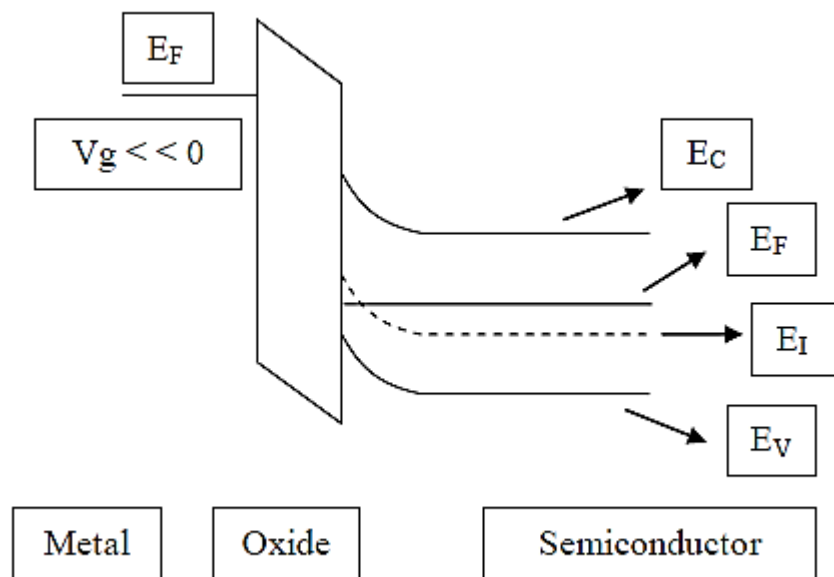 E_F
Vg < < 0
E_C
E_F
E_I
E_V
Metal
Oxide
Semiconductor